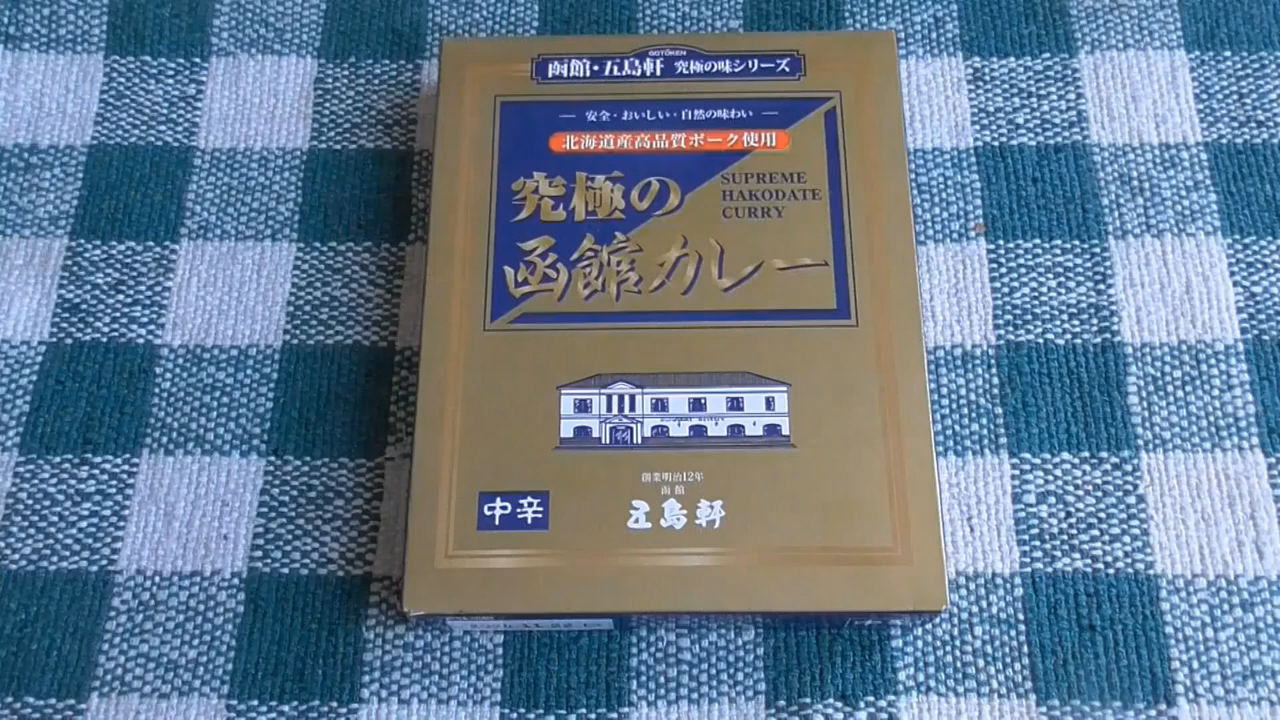 GOTOKEN
函館・五島軒 究極の味シリーズ
安全・おいしい・自然の味わい
北海道産高品質ポーク使用
究極の
函館カレー
SUPREME
HAKODATE
CURRY
創業明治12年
函館
五島軒
中辛